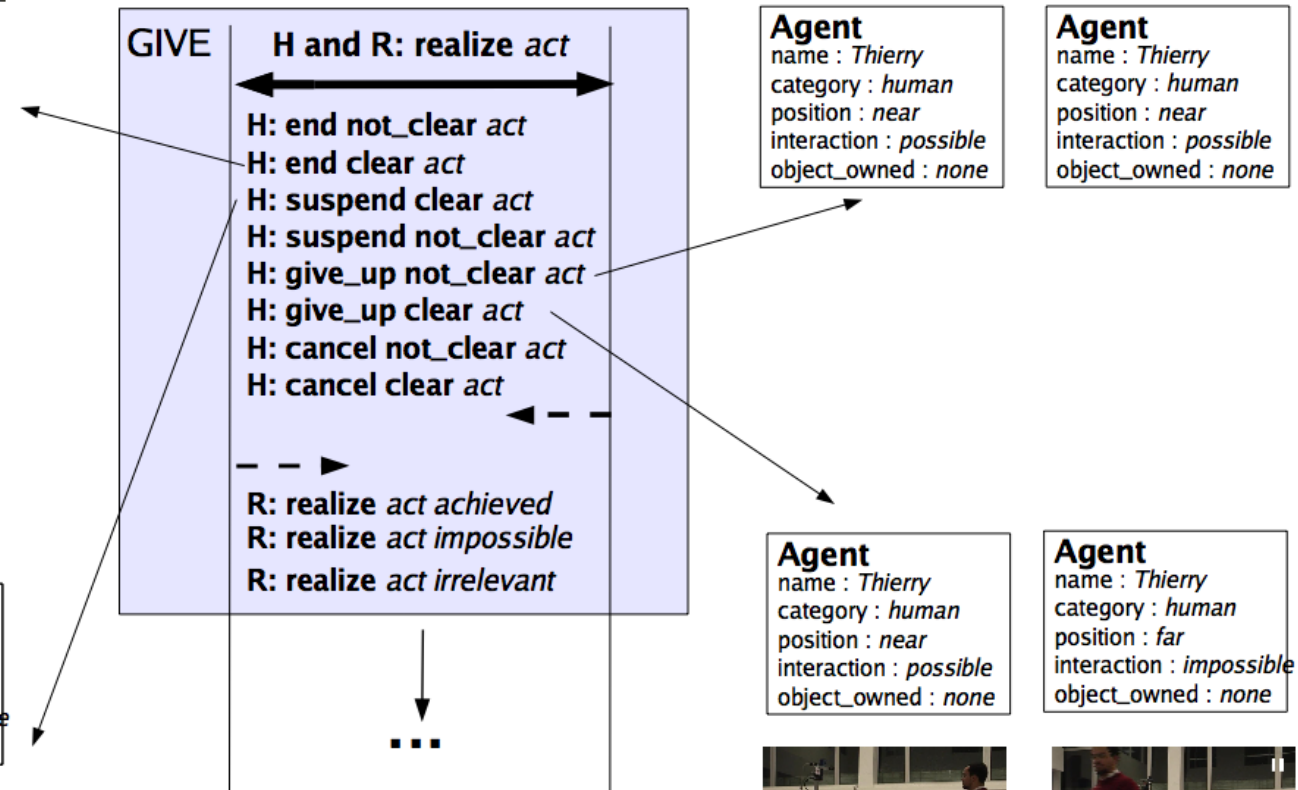 GIVE
H and R: realize act
H: end not_clear act
H: end clear act
H: suspend clear act
H: suspend not_clear act
H: give_up not_clear act
H: give_up clear act
H: cancel not_clear act
H: cancel clear act
R: realize act achieved
R: realize act impossible
R: realize act irrelevant
...
Agent
name : Thierry
category : human
position : near
interaction : possible
object_owned : none
Agent
name : Thierry
category : human
position : near
interaction : possible
object_owned : none
Agent
name : Thierry
category : human
position : near
interaction : possible
object_owned : none
Agent
name : Thierry
category : human
position : far
interaction : impossible
object_owned : none